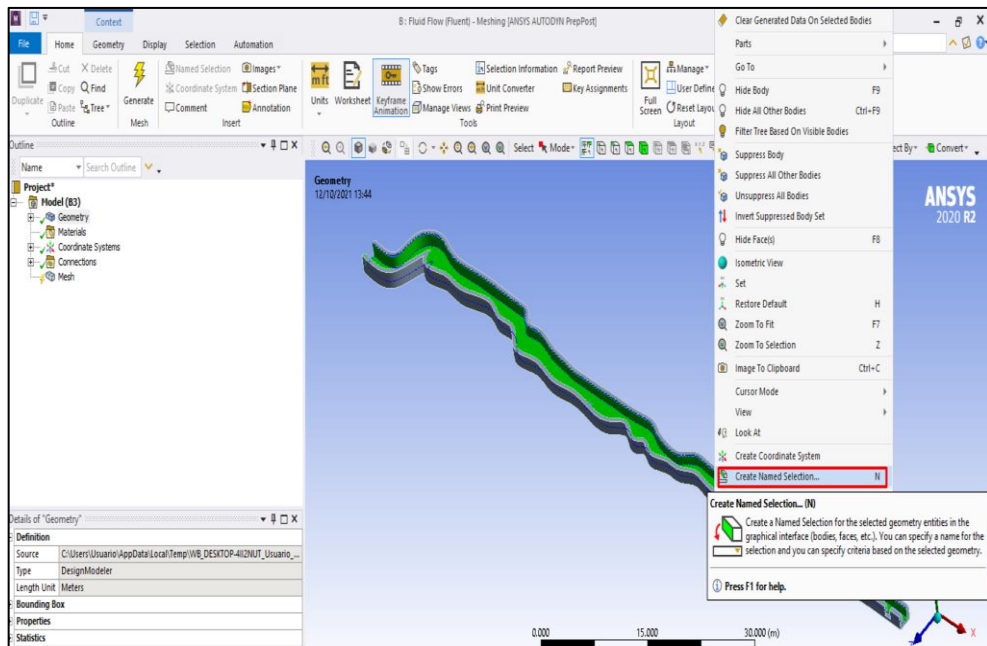 Context
B : Fluid Flow (Fluent) - Meshing [ANSYS AUTODYN PrepPost]
File Home Geometry Display Selection Automation
Duplicate
Cut X Delete
Copy Find
Paste Tree
Outline
Generate
Mesh
Named Selection Images
Coordinate System Section Plane
Comment Annotation
Insert
Units Worksheet Keyframe Animation
Tags Selection Information Report Preview
Show Errors Unit Converter Key Assignments
Manage Views Print Preview
Tools
Full Screen
Manage
User Define
Reset Layou
Layout
Outline
Name Search Outline
Project*
Model (B3)
Geometry
Materials
Coordinate Systems
Connections
Mesh
Select Mode
ect By Convert
Geometry
12/10/2021 13:44
ANSYS
2020 R2
Clear Generated Data On Selected Bodies
Parts
Go To
Hide Body F9
Hide All Other Bodies Ctrl+F9
Filter Tree Based On Visible Bodies
Suppress Body
Suppress All Other Bodies
Unsuppress All Bodies
Invert Suppressed Body Set
Hide Face(s) F8
Isometric View
Set
Restore Default H
Zoom To Fit F7
Zoom To Selection Z
Image To Clipboard Ctrl+C
Cursor Mode
View
Look At
Create Coordinate System
Create Named Selection... N
Create Named Selection... (N)
Create a Named Selection for the selected geometry entities in the
graphical interface (bodies, faces, etc.). You can specify a name for the
selection and you can specify criteria based on the selected geometry.
Press F1 for help.
Details of "Geometry"
Definition
Source C:\Users\Usuario\AppData\Local\Temp\WB_DESKTOP-4II2NUT_Usuario_...
Type DesignModeler
Length Unit Meters
Bounding Box
Properties
Statistics
0.000 15.000 30.000 (m)
X